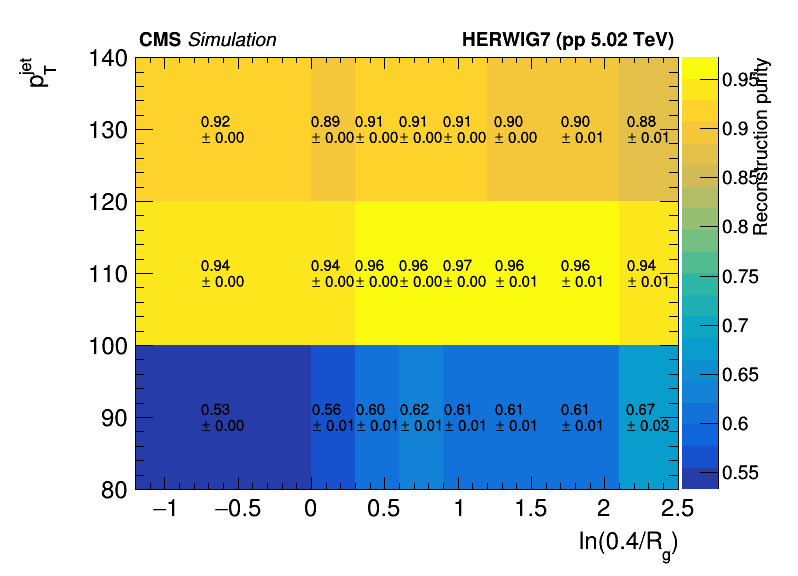 CMS Simulation HERWIG7 (pp 5.02 TeV)
p_T^jet
Reconstruction purity
140
130
120
110
100
90
80
0.92 0.89 0.91 0.91 0.91 0.90 0.90 0.88
± 0.00 ± 0.00 ± 0.00 ± 0.00 ± 0.00 ± 0.00 ± 0.01 ± 0.01
0.94 0.94 0.96 0.96 0.97 0.96 0.96 0.94
± 0.00 ± 0.00 ± 0.00 ± 0.00 ± 0.00 ± 0.01 ± 0.01 ± 0.01
0.53 0.56 0.60 0.62 0.61 0.61 0.61 0.67
± 0.00 ± 0.01 ± 0.01 ± 0.01 ± 0.01 ± 0.01 ± 0.01 ± 0.03
0.95
0.9
0.85
0.8
0.75
0.7
0.65
0.6
0.55
−1 −0.5 0 0.5 1 1.5 2 2.5
ln(0.4/R_g)